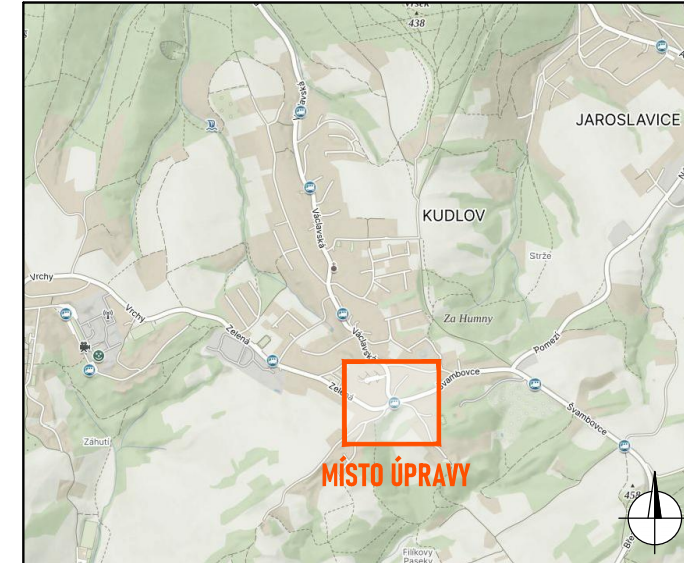 438
Václavská
JAROSLAVICE
KUDLOV
Václavská
Strže
Vrchy
Vrchy
Za Humny
Zelená
Václavská
Pomezí
Zelená
Švambovce
Švambovce
Záhutí
MÍSTO ÚPRAVY
458
Filíkovy
Paseky